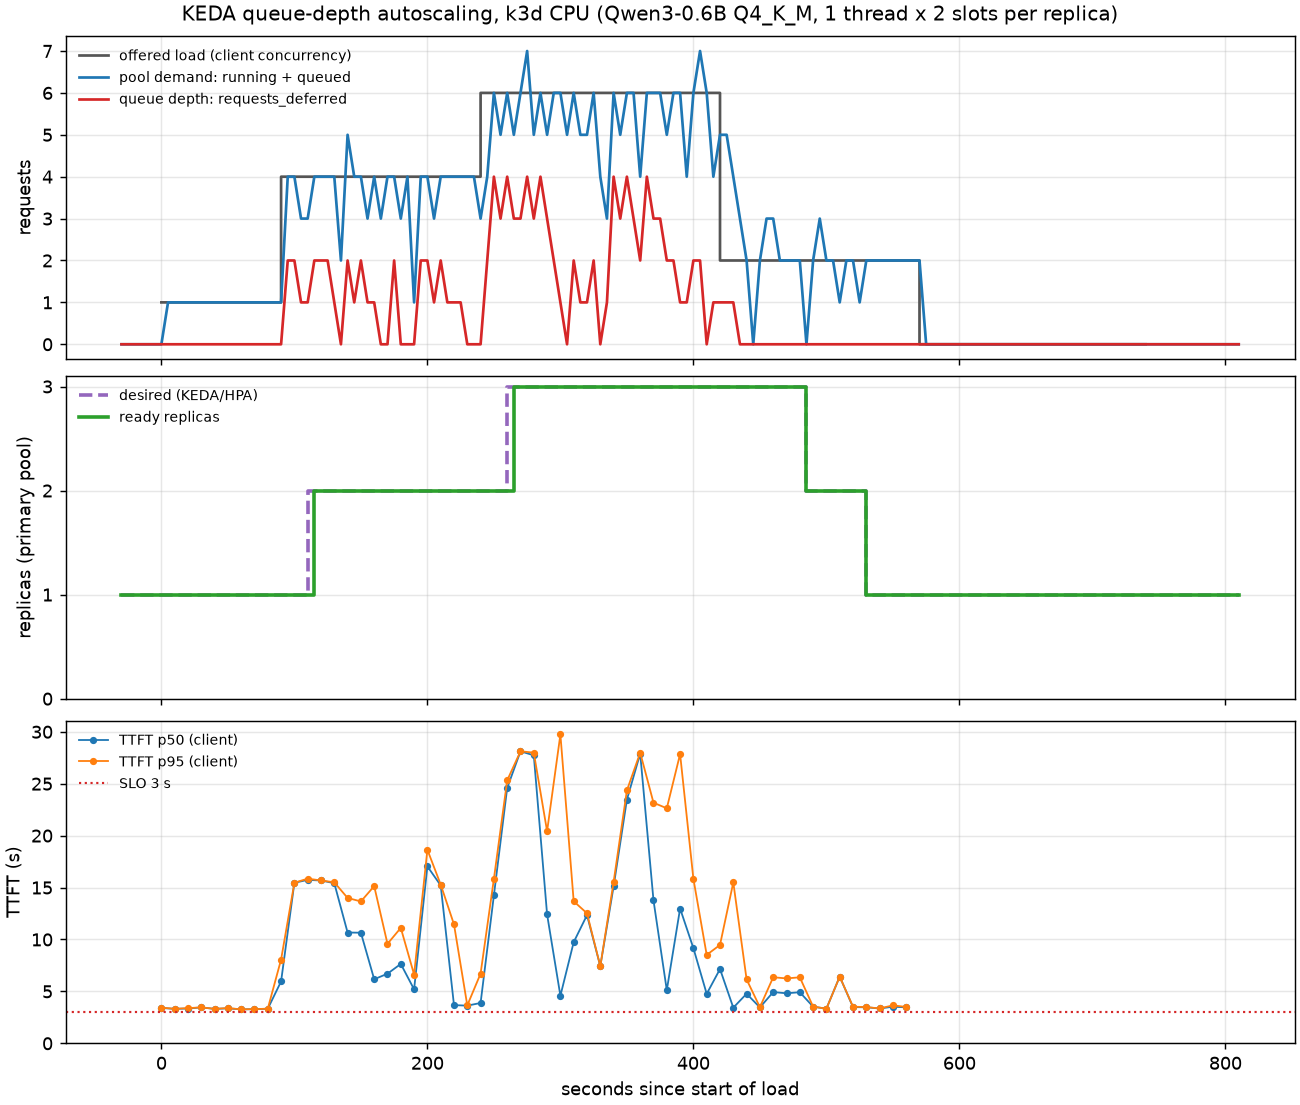 KEDA queue-depth autoscaling, k3d CPU (Qwen3-0.6B Q4_K_M, 1 thread x 2 slots per replica)
offered load (client concurrency)
pool demand: running + queued
queue depth: requests_deferred
requests
7
6
5
4
3
2
1
0
desired (KEDA/HPA)
ready replicas
replicas (primary pool)
3
2
1
0
TTFT p50 (client)
TTFT p95 (client)
SLO 3 s
TTFT (s)
30
25
20
15
10
5
0
0 200 400 600 800
seconds since start of load